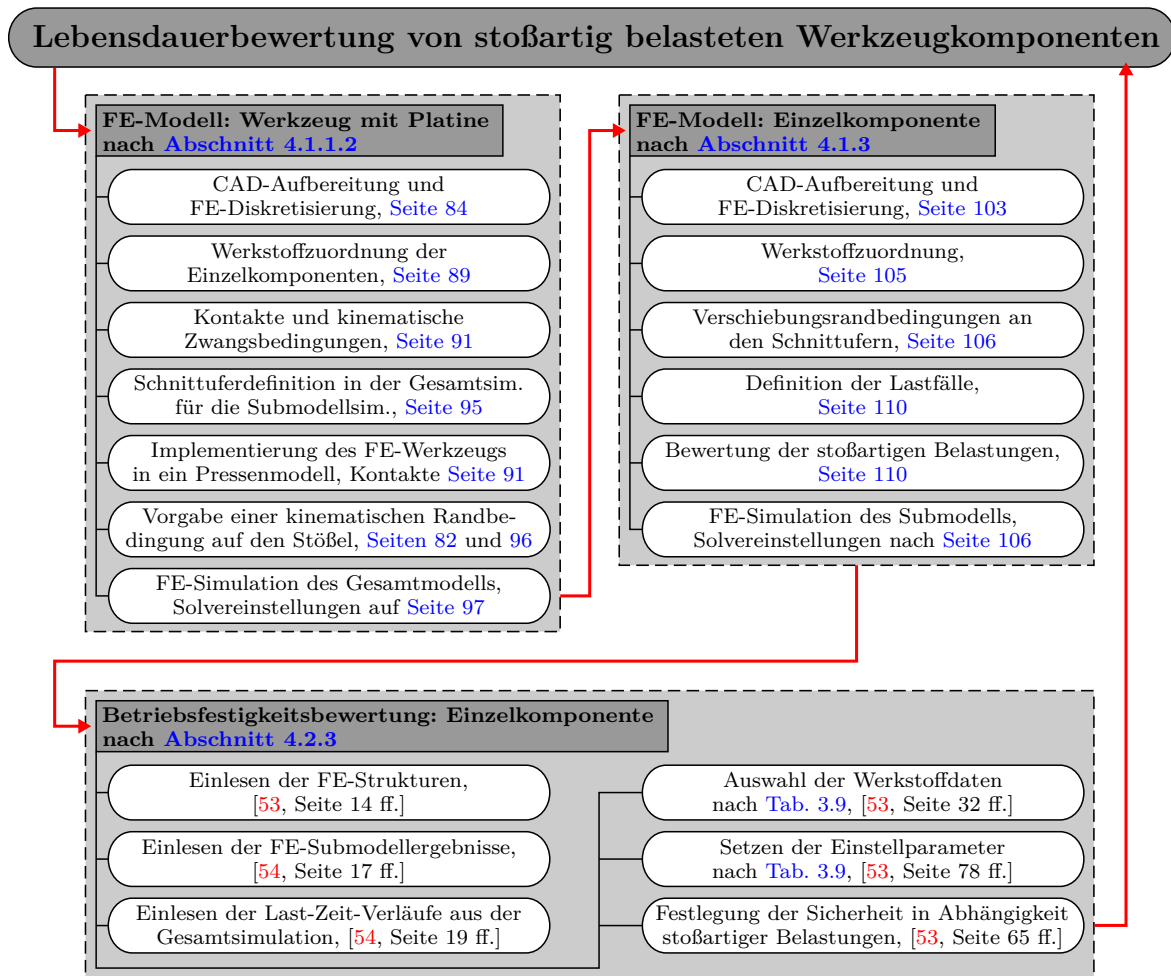 Lebensdauerbewertung von stoßartig belasteten Werkzeugkomponenten
FE-Modell: Werkzeug mit Platine
nach Abschnitt 4.1.1.2
CAD-Aufbereitung und
FE-Diskretisierung, Seite 84
Werkstoffzuordnung der
Einzelkomponenten, Seite 89
Kontakte und kinematische
Zwangsbedingungen, Seite 91
Schnittuferdefinition in der Gesamtsim.
für die Submodellsim., Seite 95
Implementierung des FE-Werkzeugs
in ein Pressenmodell, Kontakte Seite 91
Vorgabe einer kinematischen Randbe-
dingung auf den Stößel, Seiten 82 und 96
FE-Simulation des Gesamtmodells,
Solvereinstellungen auf Seite 97
FE-Modell: Einzelkomponente
nach Abschnitt 4.1.3
CAD-Aufbereitung und
FE-Diskretisierung, Seite 103
Werkstoffzuordnung,
Seite 105
Verschiebungsrandbedingungen an
den Schnittufern, Seite 106
Definition der Lastfälle,
Seite 110
Bewertung der stoßartigen Belastungen,
Seite 110
FE-Simulation des Submodells,
Solvereinstellungen nach Seite 106
Betriebsfestigkeitsbewertung: Einzelkomponente
nach Abschnitt 4.2.3
Einlesen der FE-Strukturen,
[53, Seite 14 ff.]
Einlesen der FE-Submodellergebnisse,
[54, Seite 17 ff.]
Einlesen der Last-Zeit-Verläufe aus der
Gesamtsimulation, [54, Seite 19 ff.]
Auswahl der Werkstoffdaten
nach Tab. 3.9, [53, Seite 32 ff.]
Setzen der Einstellparameter
nach Tab. 3.9, [53, Seite 78 ff.]
Festlegung der Sicherheit in Abhängigkeit
stoßartiger Belastungen, [53, Seite 65 ff.]